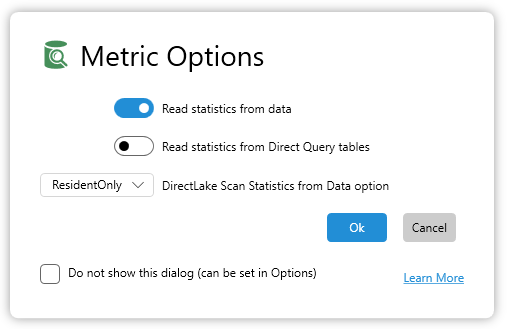 Metric Options
Read statistics from data
Read statistics from Direct Query tables
ResidentOnly DirectLake Scan Statistics from Data option
Ok Cancel
Do not show this dialog (can be set in Options)
Learn More